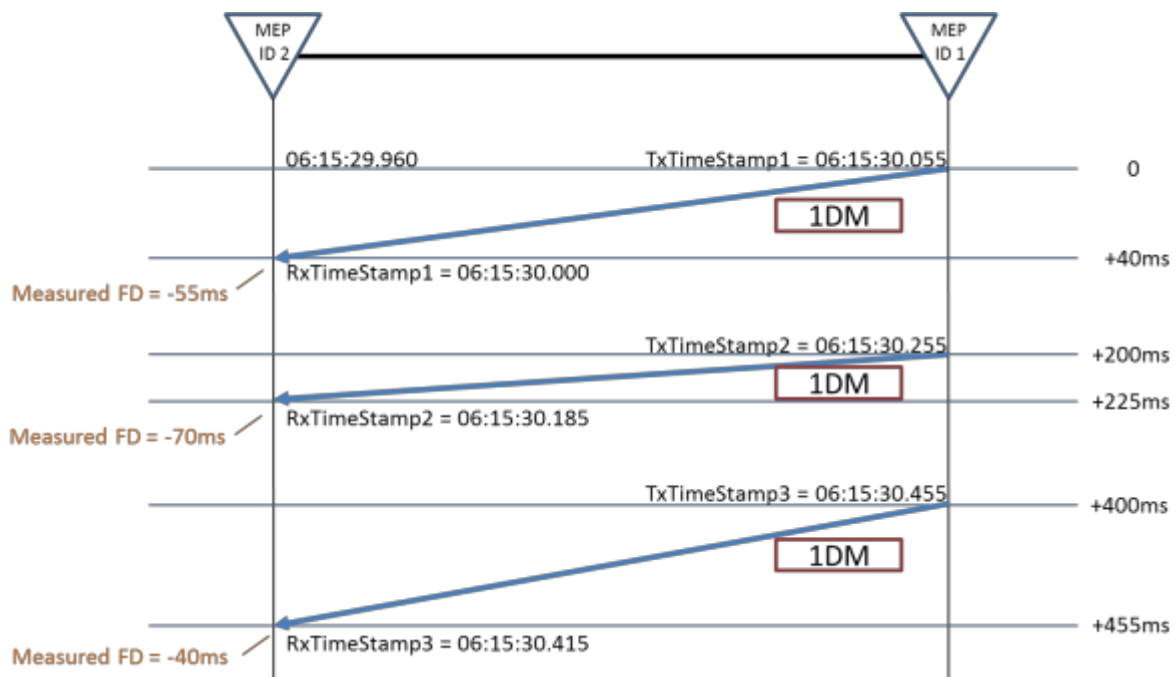 MEP
ID 2
MEP
ID 1
06:15:29.960
TxTimeStamp1 = 06:15:30.055
0
1DM
+40ms
RxTimeStamp1 = 06:15:30.000
Measured FD = -55ms
TxTimeStamp2 = 06:15:30.255
+200ms
1DM
+225ms
RxTimeStamp2 = 06:15:30.185
Measured FD = -70ms
TxTimeStamp3 = 06:15:30.455
+400ms
1DM
+455ms
RxTimeStamp3 = 06:15:30.415
Measured FD = -40ms